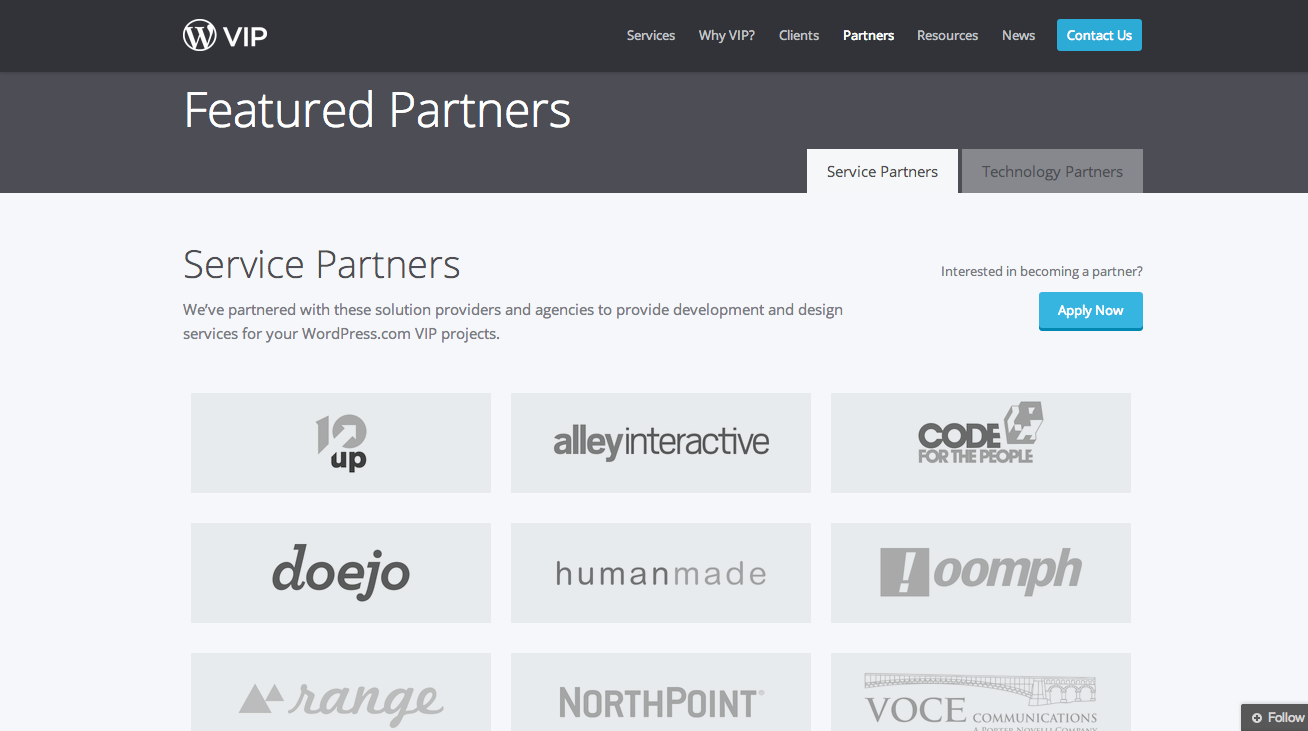 VIP
Services Why VIP? Clients Partners Resources News Contact Us
Featured Partners
Service Partners Technology Partners
Service Partners
Interested in becoming a partner?
We've partnered with these solution providers and agencies to provide development and design
services for your WordPress.com VIP projects.
Apply Now
10up
alleyinteractive
CODE
FOR THE PEOPLE
doejo
humanmade
!oomph
range
NORTHPOINT®
VOCE COMMUNICATIONS
A PORTER NOVELLI COMPANY
Follow